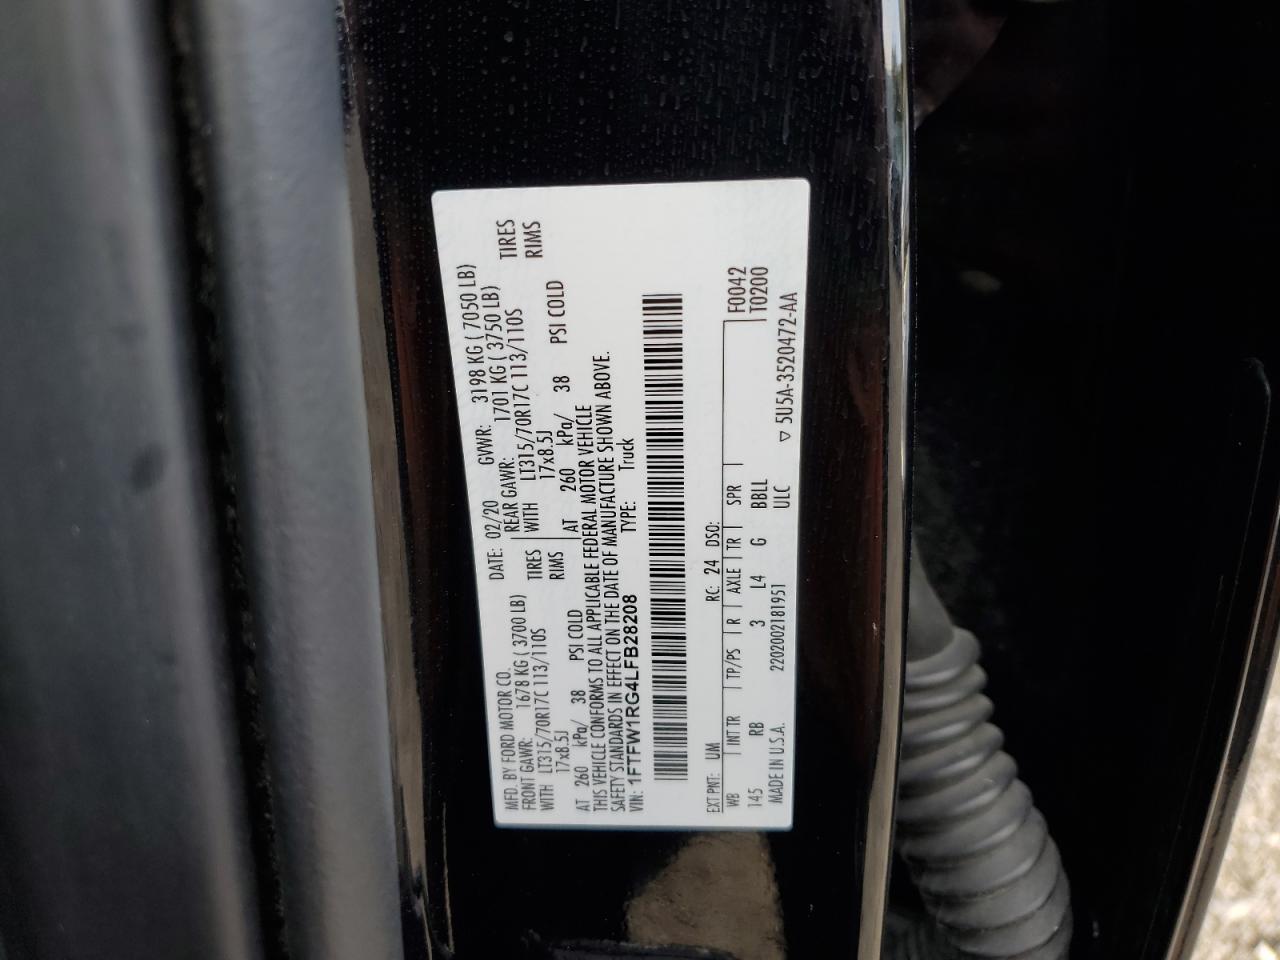 MFD. BY FORD MOTOR CO.
DATE: 02/20 GVWR: 3198 KG ( 7050 LB)
FRONT GAWR: 1678 KG ( 3700 LB) REAR GAWR: 1701 KG ( 3750 LB)
WITH LT315/70R17C 113/110S TIRES WITH LT315/70R17C 113/110S TIRES
17x8.5J RIMS 17x8.5J RIMS
AT 260 kPa/ 38 PSI COLD AT 260 kPa/ 38 PSI COLD
THIS VEHICLE CONFORMS TO ALL APPLICABLE FEDERAL MOTOR VEHICLE
SAFETY STANDARDS IN EFFECT ON THE DATE OF MANUFACTURE SHOWN ABOVE.
VIN: 1FTFW1RG4LFB28208 TYPE: Truck
EXT PNT: UM RC: 24 DSO: F0042
WB INT TR TP/PS R AXLE TR SPR T0200
145 RB 3 L4 G BBLL
MADE IN U.S.A. 2202002181951 ULC ▽ 5U5A-3520472-AA